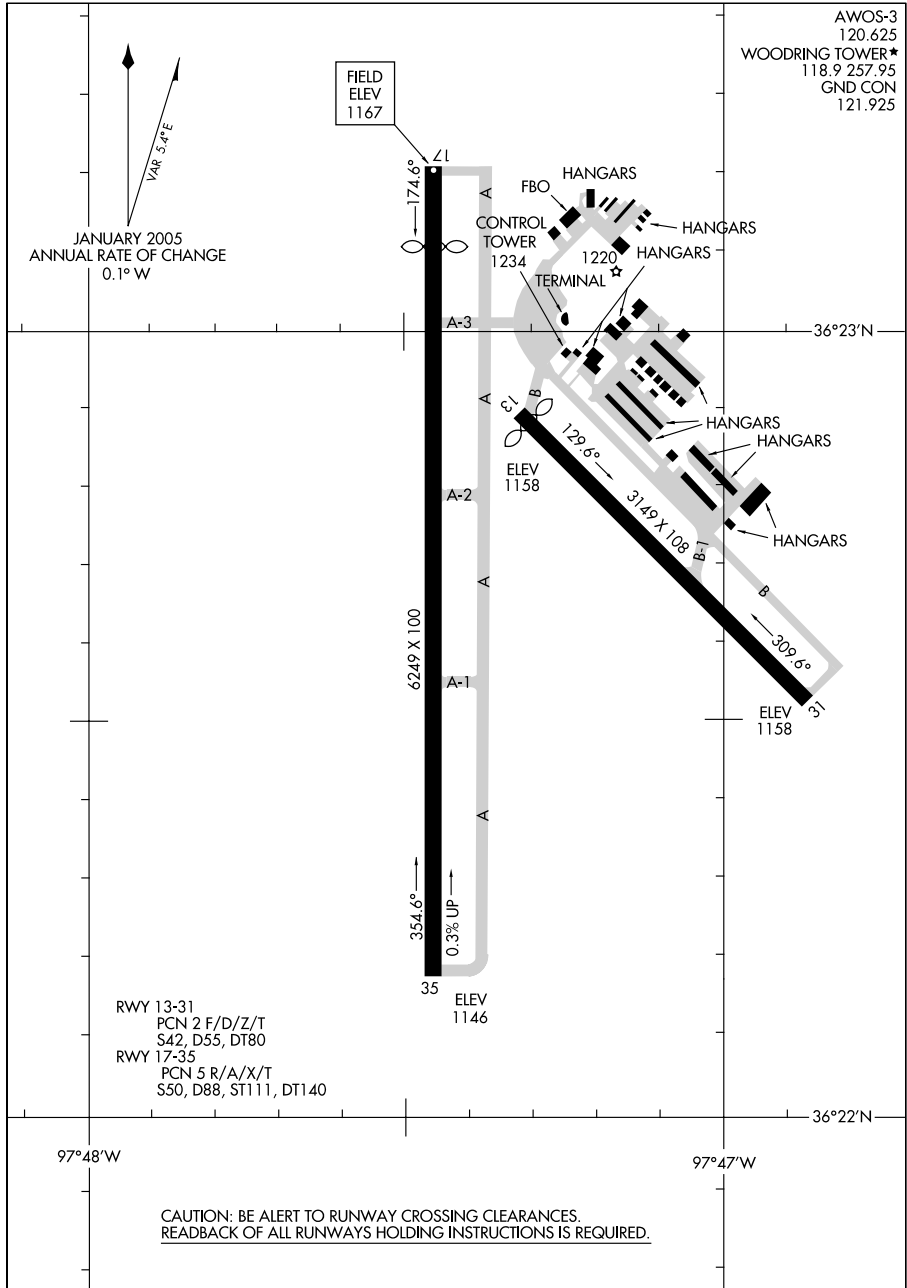 AWOS-3
120.625
WOODRING TOWER★
118.9 257.95
GND CON
121.925
FIELD
ELEV
1167
VAR 5.4° E
JANUARY 2005
ANNUAL RATE OF CHANGE
0.1° W
17
174.6°
A
HANGARS
FBO
HANGARS
CONTROL
TOWER
1234
1220
HANGARS
TERMINAL
A-3
36°23'N
A
B
13
HANGARS
HANGARS
129.6°
ELEV
1158
A-2
3149 X 108
HANGARS
B-1
A
B
6249 X 100
309.6°
A-1
31
ELEV
1158
A
354.6°
0.3% UP
35
ELEV
1146
RWY 13-31
PCN 2 F/D/Z/T
S42, D55, DT80
RWY 17-35
PCN 5 R/A/X/T
S50, D88, ST111, DT140
36°22'N
97°48'W
97°47'W
CAUTION: BE ALERT TO RUNWAY CROSSING CLEARANCES.
READBACK OF ALL RUNWAYS HOLDING INSTRUCTIONS IS REQUIRED.